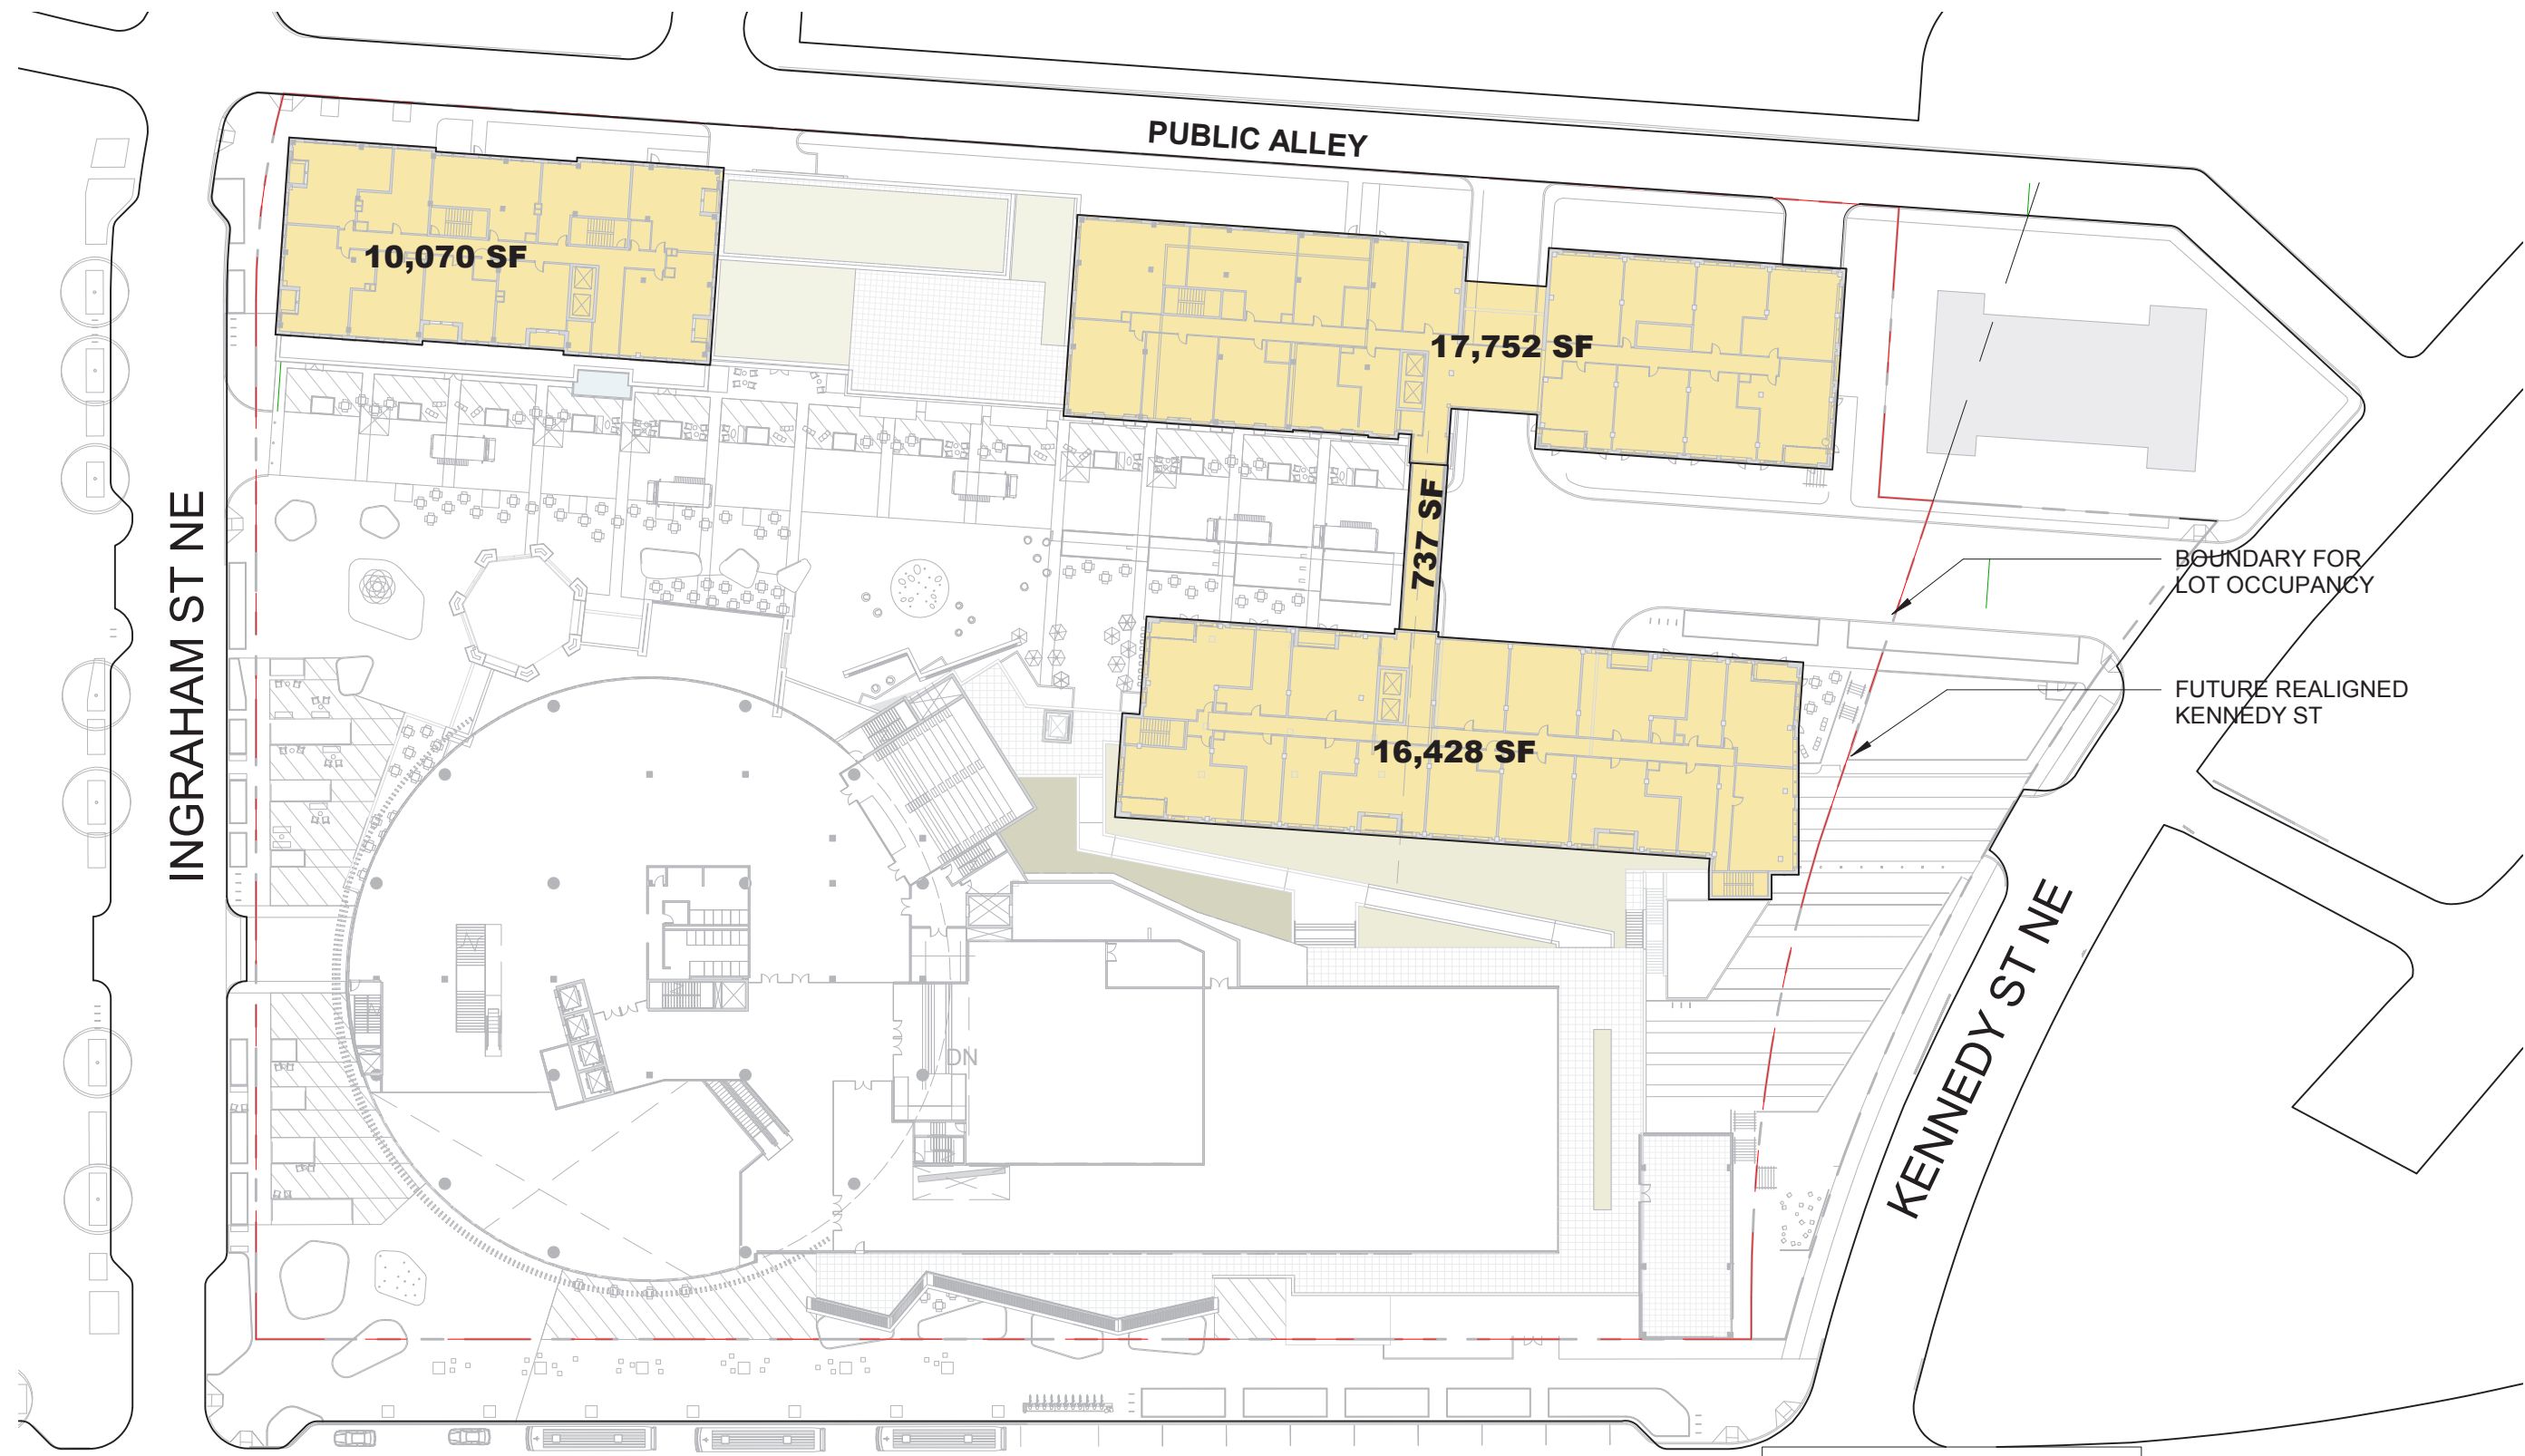 PUBLIC ALLEY
10,070 SF
17,752 SF
737 SF
INGRAHAM ST NE
BOUNDARY FOR
LOT OCCUPANCY
FUTURE REALIGNED
KENNEDY ST
16,428 SF
KENNEDY ST NE
DN